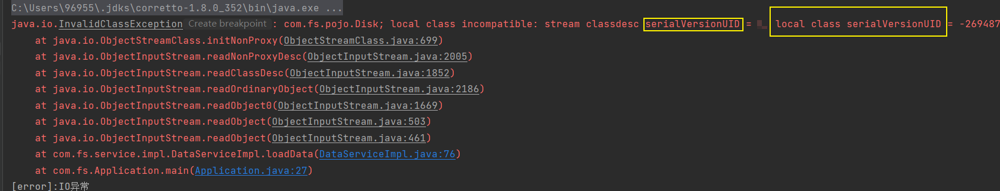 C:\Users\96955\.jdks\corretto-1.8.0_352\bin\java.exe ...
java.io.InvalidClassException Create breakpoint : com.fs.pojo.Disk; local class incompatible: stream classdesc serialVersionUID = local class serialVersionUID = -269487
at java.io.ObjectStreamClass.initNonProxy(ObjectStreamClass.java:699)
at java.io.ObjectInputStream.readNonProxyDesc(ObjectInputStream.java:2005)
at java.io.ObjectInputStream.readClassDesc(ObjectInputStream.java:1852)
at java.io.ObjectInputStream.readOrdinaryObject(ObjectInputStream.java:2186)
at java.io.ObjectInputStream.readObject0(ObjectInputStream.java:1669)
at java.io.ObjectInputStream.readObject(ObjectInputStream.java:503)
at java.io.ObjectInputStream.readObject(ObjectInputStream.java:461)
at com.fs.service.impl.DataServiceImpl.loadData(DataServiceImpl.java:76)
at com.fs.Application.main(Application.java:27)
[error]:IO异常